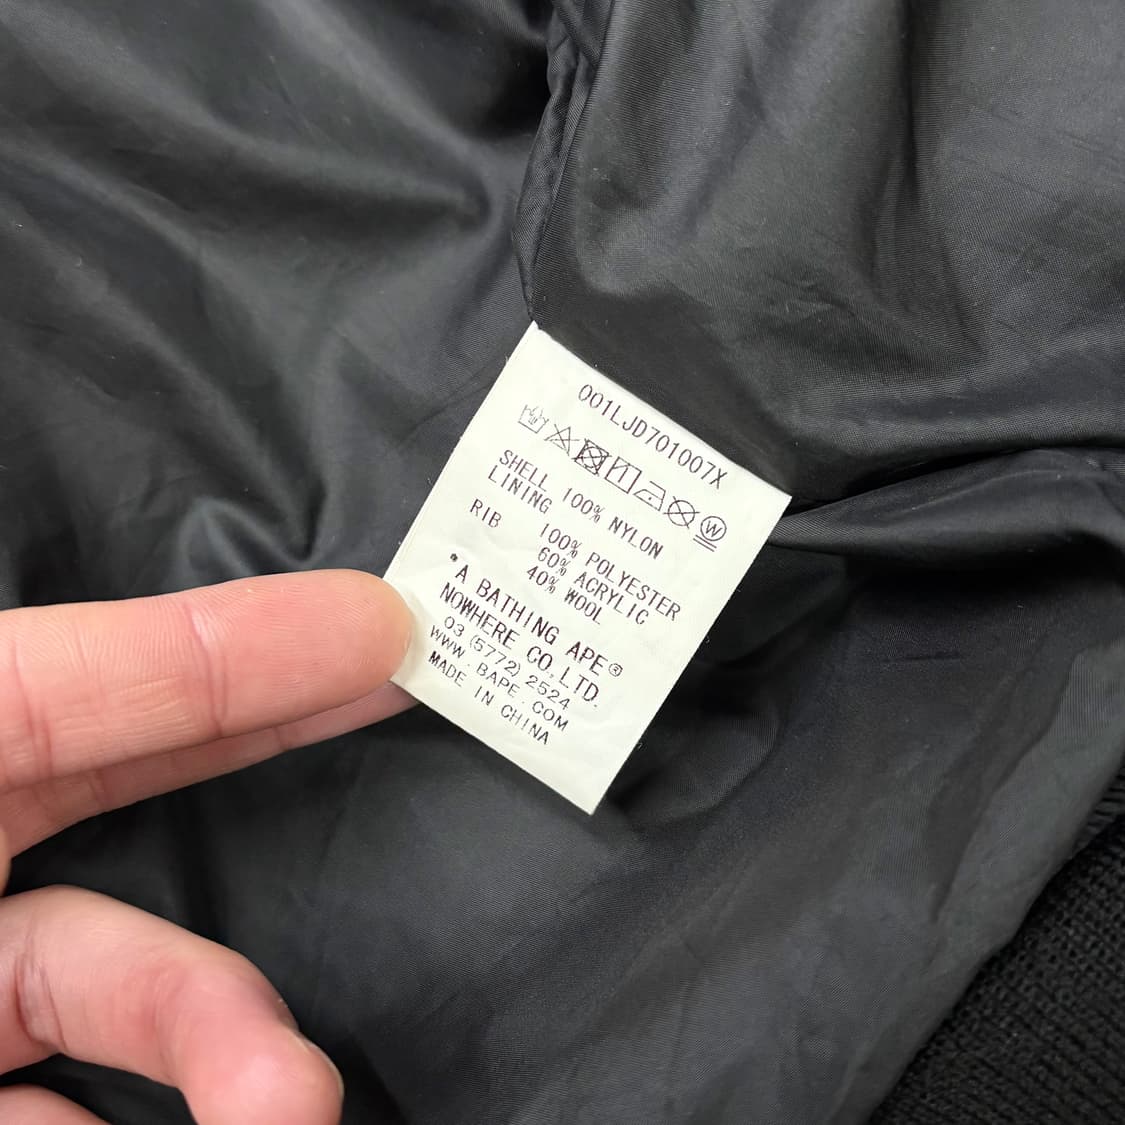 001LJD701007X
SHELL 100% NYLON
LINING 100% POLYESTER
RIB 60% ACRYLIC
40% WOOL
*A BATHING APE®
NOWHERE CO., LTD.
03 (5772) 2524
WWW.BAPE.COM
MADE IN CHINA